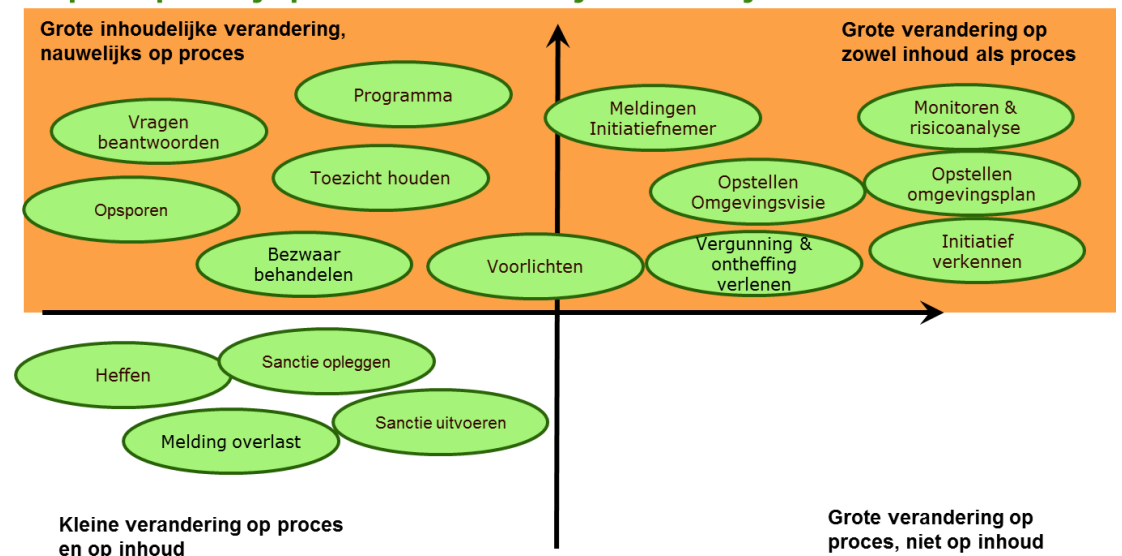 Grote inhoudelijke verandering,
nauwelijks op proces
Grote verandering op
zowel inhoud als proces
Programma
Vragen
beantwoorden
Meldingen
Initiatiefnemer
Monitoren &
risicoanalyse
Toezicht houden
Opstellen
Omgevingsvisie
Opstellen
omgevingsplan
Opsporen
Bezwaar
behandelen
Voorlichten
Vergunning &
ontheffing
verlenen
Initiatief
verkennen
Heffen
Sanctie opleggen
Sanctie uitvoeren
Melding overlast
Kleine verandering op proces
en op inhoud
Grote verandering op
proces, niet op inhoud